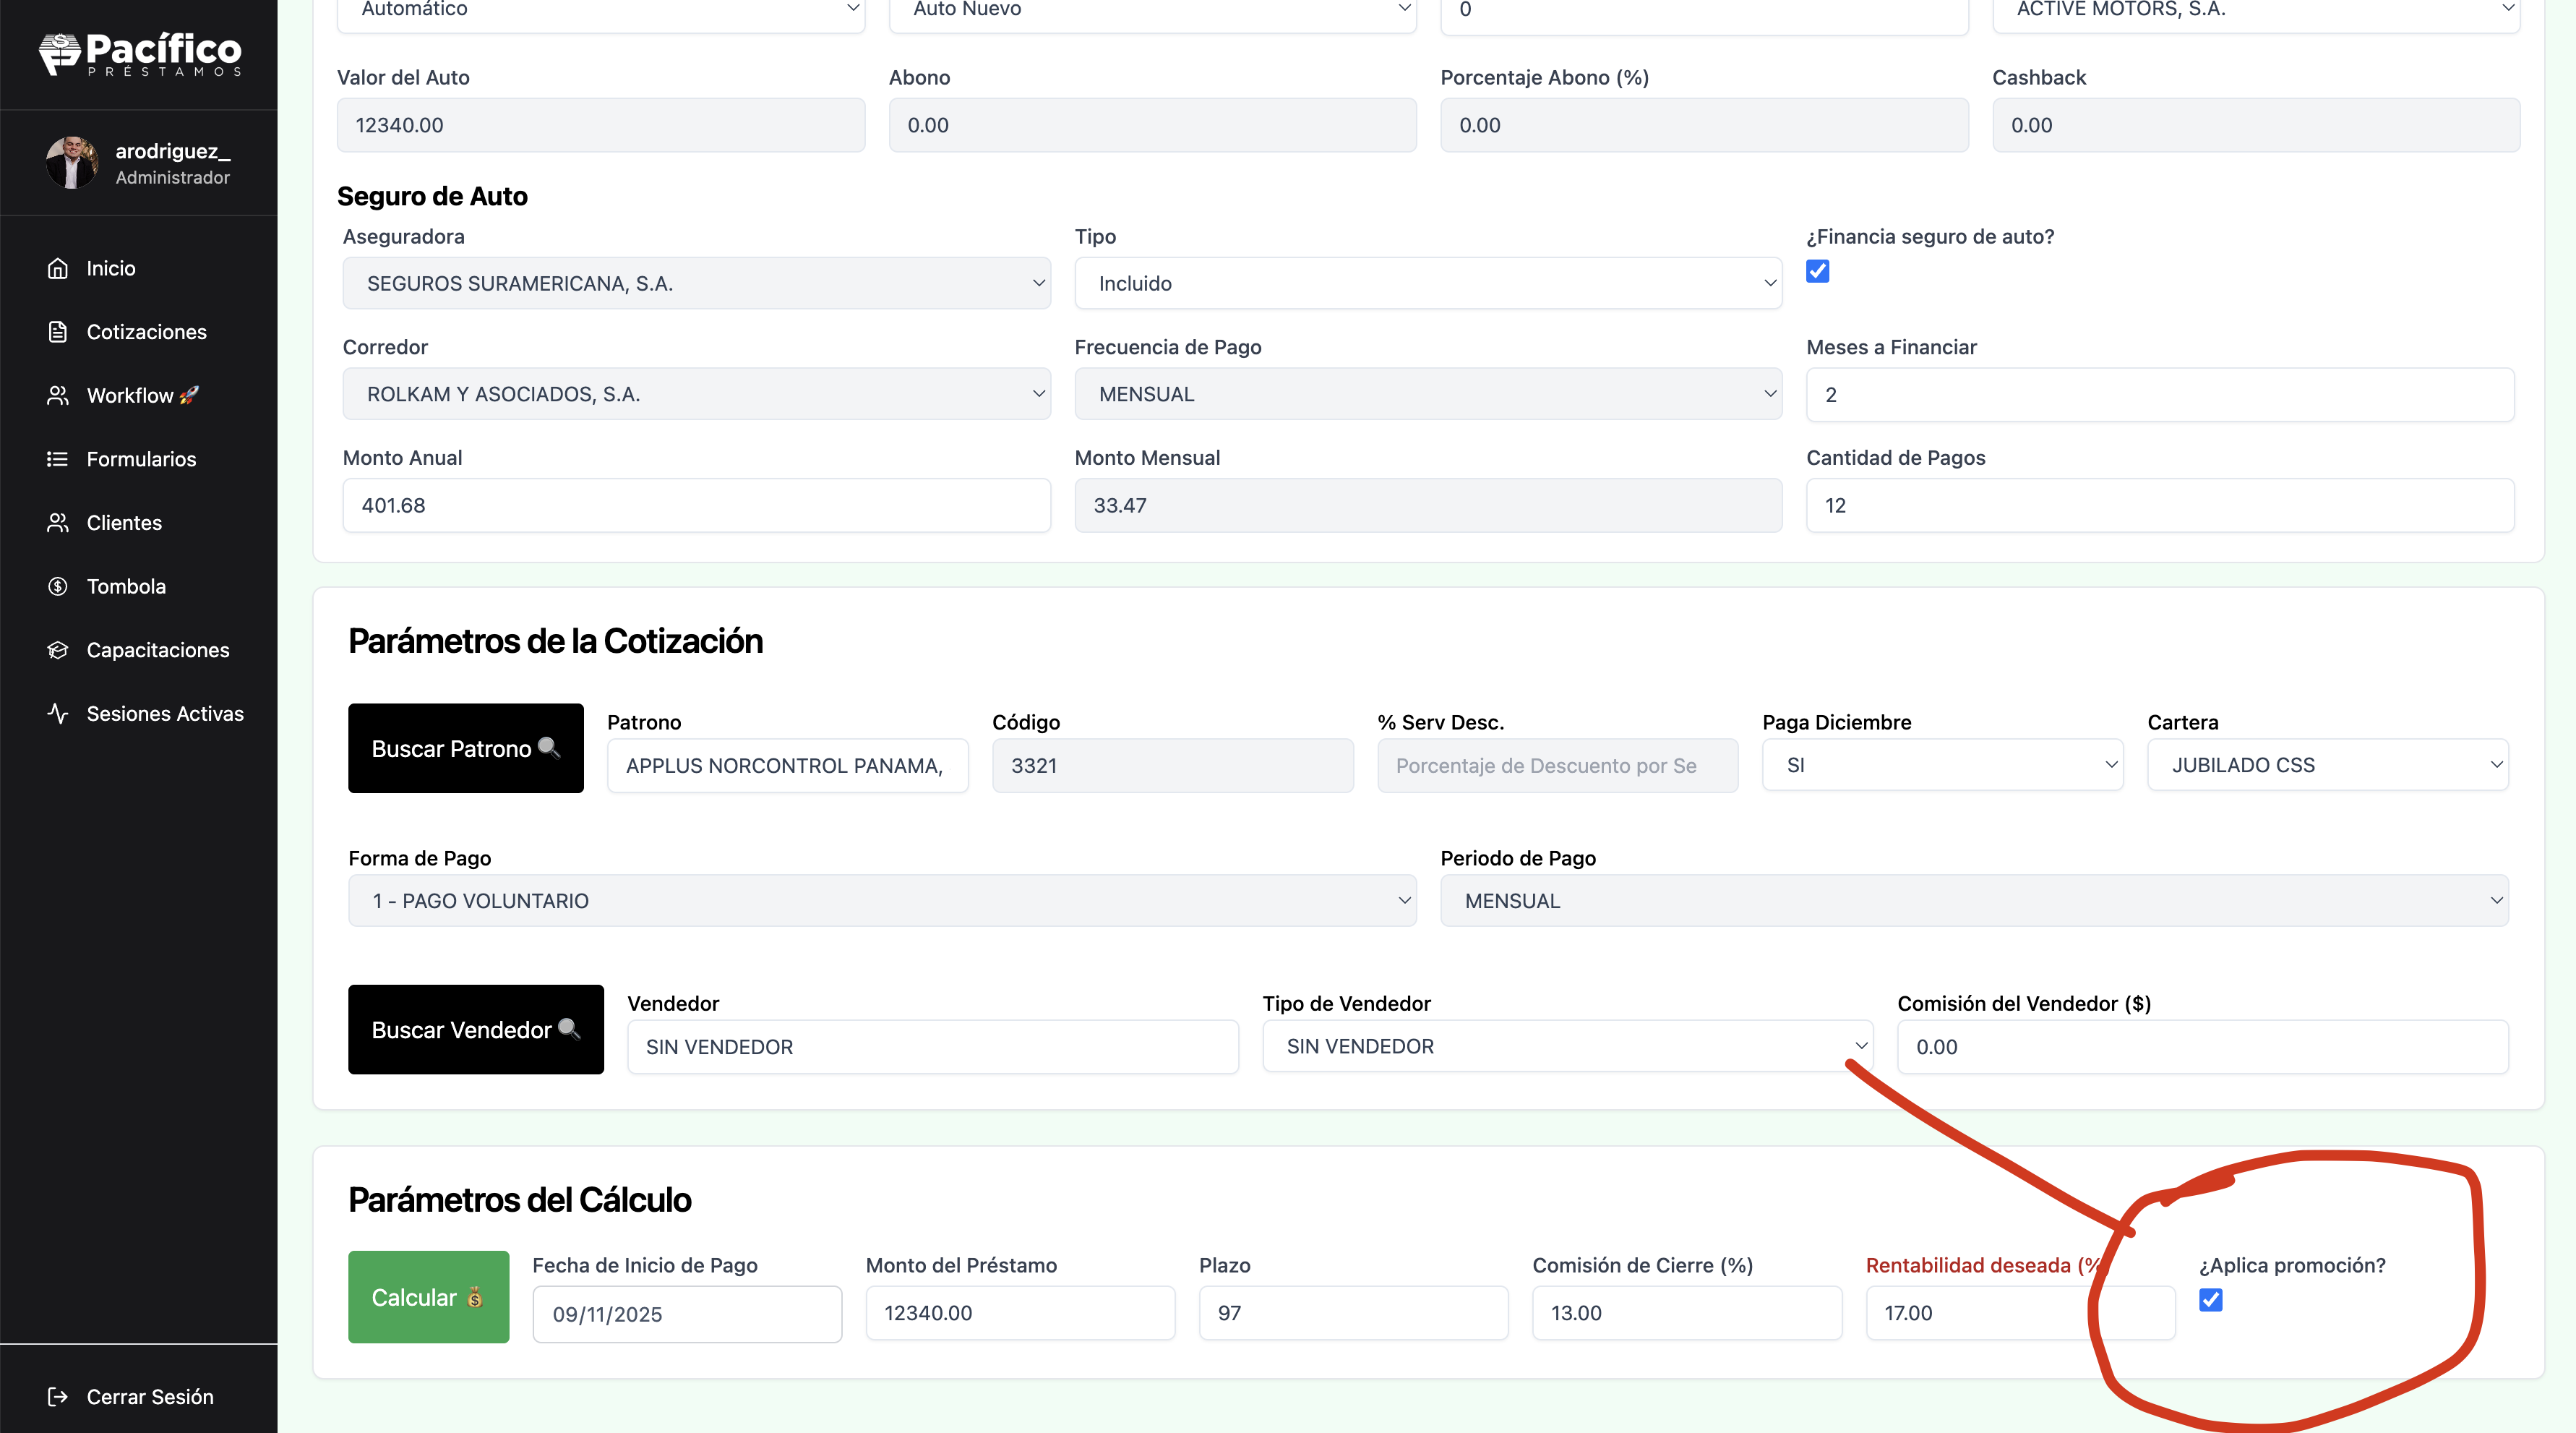 Pacífico
PRÉSTAMOS
arodriguez_
Administrador
Inicio
Cotizaciones
Workflow 🚀
Formularios
Clientes
Tombola
Capacitaciones
Sesiones Activas
Cerrar Sesión
Automático
Auto Nuevo
0
ACTIVE MOTORS, S.A.
Valor del Auto
Abono
Porcentaje Abono (%)
Cashback
12340.00
0.00
0.00
0.00
Seguro de Auto
Aseguradora
Tipo
¿Financia seguro de auto?
SEGUROS SURAMERICANA, S.A.
Incluido
Corredor
Frecuencia de Pago
Meses a Financiar
ROLKAM Y ASOCIADOS, S.A.
MENSUAL
2
Monto Anual
Monto Mensual
Cantidad de Pagos
401.68
33.47
12
Parámetros de la Cotización
Buscar Patrono 🔍
Patrono
Código
% Serv Desc.
Paga Diciembre
Cartera
APPLUS NORCONTROL PANAMA,
3321
Porcentaje de Descuento por Se
SI
JUBILADO CSS
Forma de Pago
Periodo de Pago
1 - PAGO VOLUNTARIO
MENSUAL
Buscar Vendedor 🔍
Vendedor
Tipo de Vendedor
Comisión del Vendedor ($)
SIN VENDEDOR
SIN VENDEDOR
0.00
Parámetros del Cálculo
Calcular 💰
Fecha de Inicio de Pago
Monto del Préstamo
Plazo
Comisión de Cierre (%)
Rentabilidad deseada (%)
¿Aplica promoción?
09/11/2025
12340.00
97
13.00
17.00